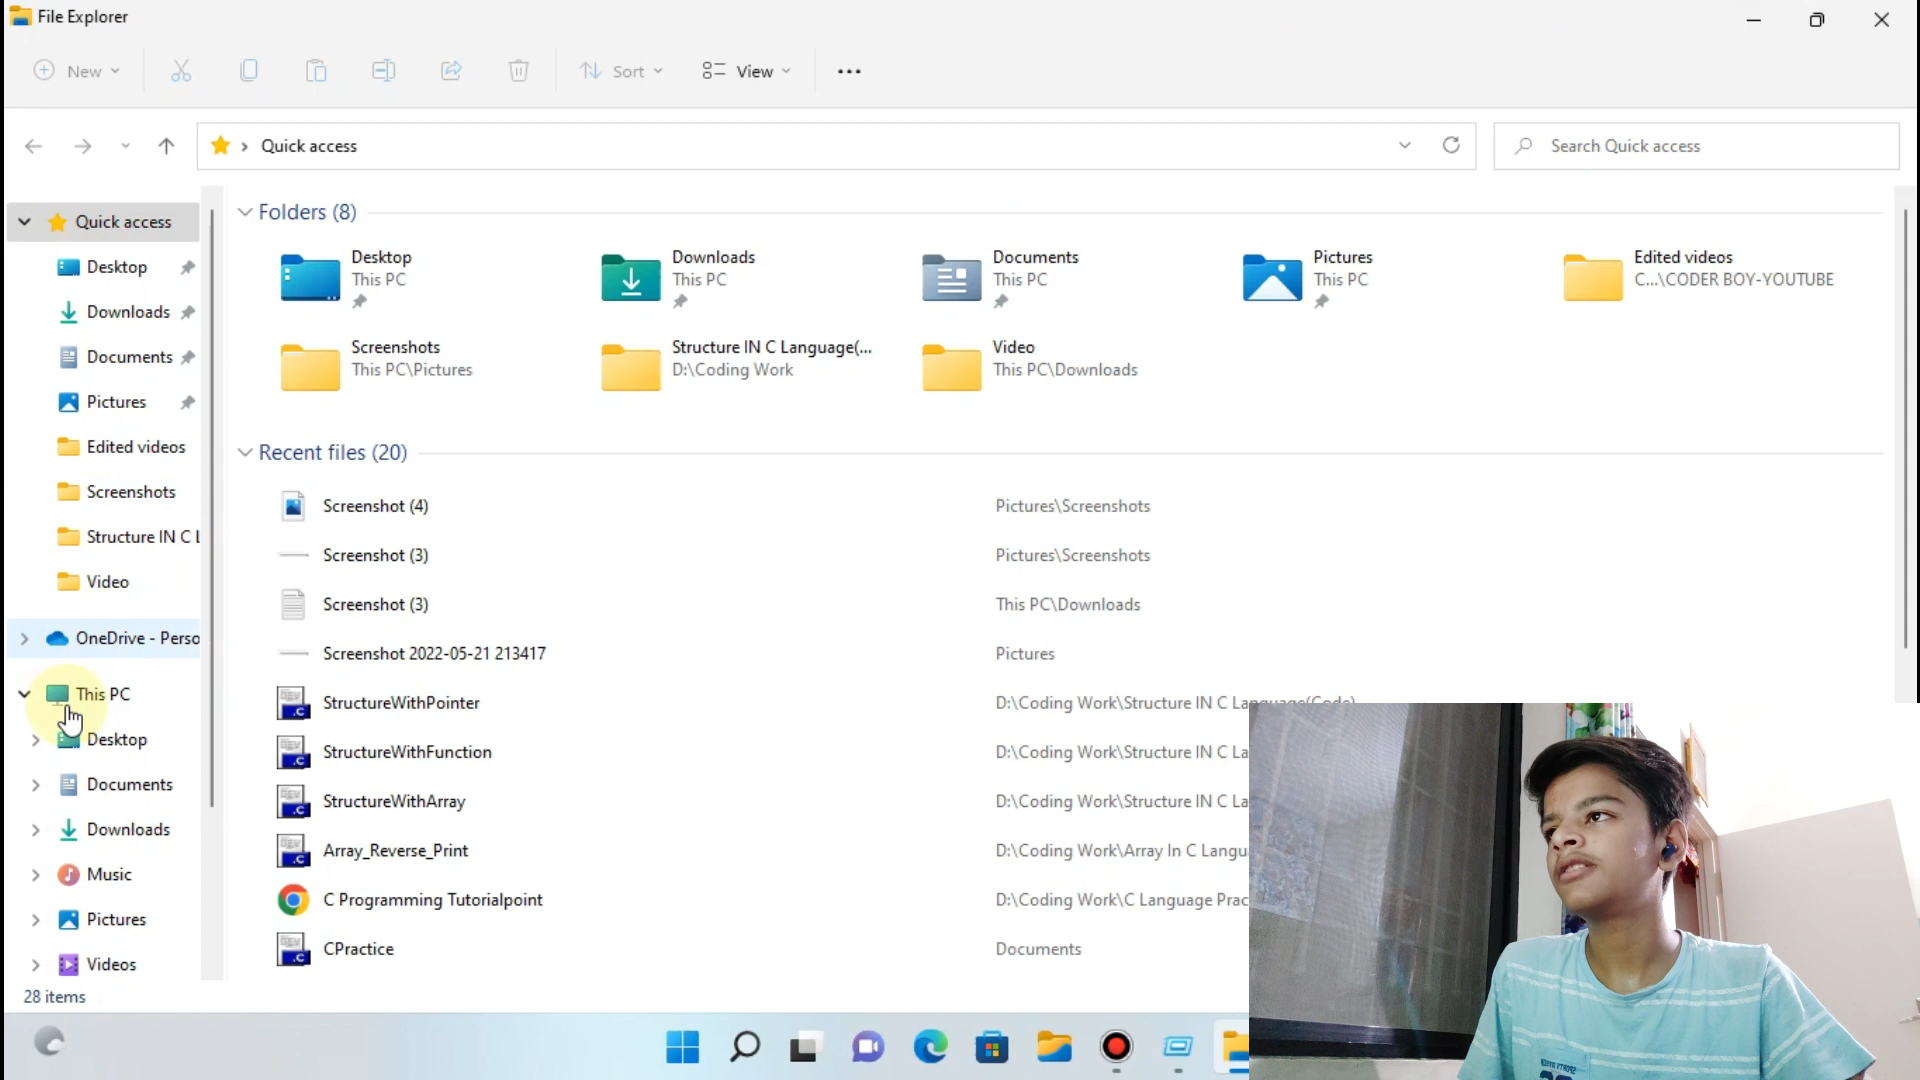 File Explorer
New
Sort
View
Quick access
Search Quick access
Quick access
Desktop
Downloads
Documents
Pictures
Edited videos
Screenshots
Structure IN C L
Video
OneDrive - Perso
This PC
Desktop
Documents
Downloads
Music
Pictures
Videos
28 items
Folders (8)
Desktop
This PC
Downloads
This PC
Documents
This PC
Pictures
This PC
Edited videos
C...\CODER BOY-YOUTUBE
Screenshots
This PC\Pictures
Structure IN C Language(...
D:\Coding Work
Video
This PC\Downloads
Recent files (20)
Screenshot (4) Pictures\Screenshots
Screenshot (3) Pictures\Screenshots
Screenshot (3) This PC\Downloads
Screenshot 2022-05-21 213417 Pictures
StructureWithPointer D:\Coding Work\Structure IN C Language(Code)
StructureWithFunction D:\Coding Work\Structure IN C La
StructureWithArray D:\Coding Work\Structure IN C La
Array_Reverse_Print D:\Coding Work\Array In C Langu
C Programming Tutorialpoint D:\Coding Work\C Language Prac
CPractice Documents